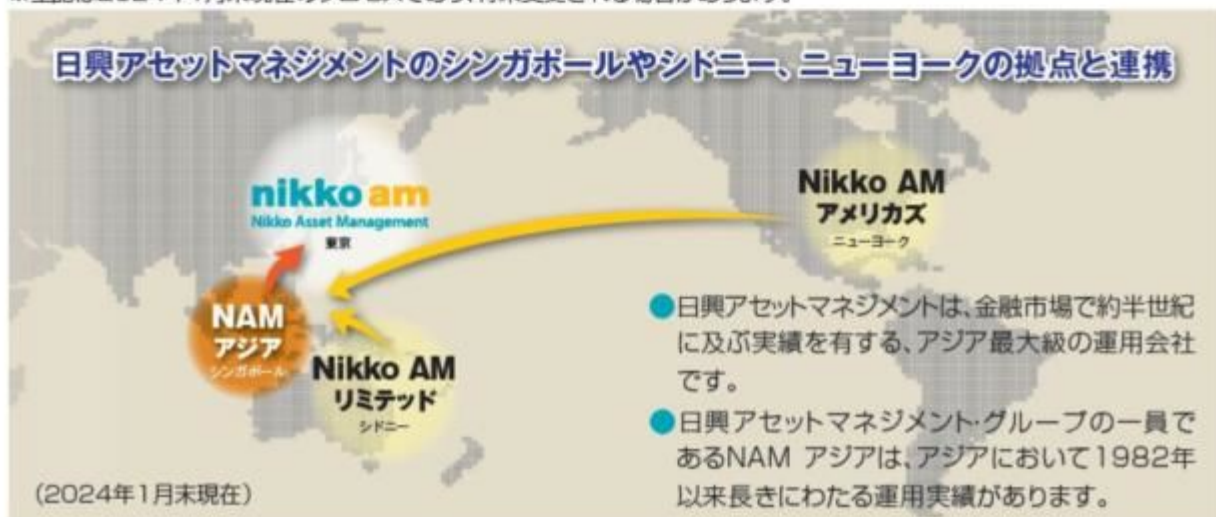 日興アセットマネジメントのシンガポールやシドニー、ニューヨークの拠点と連携
nikko am
Nikko Asset Management
東京
Nikko AM
アメリカズ
ニューヨーク
NAM
アジア
シンガポール
Nikko AM
リミテッド
シドニー
●日興アセットマネジメントは、金融市場で約半世紀
に及ぶ実績を有する、アジア最大級の運用会社
です。
●日興アセットマネジメント・グループの一員で
あるNAM アジアは、アジアにおいて1982年
以来長きにわたる運用実績があります。
(2024年1月末現在)